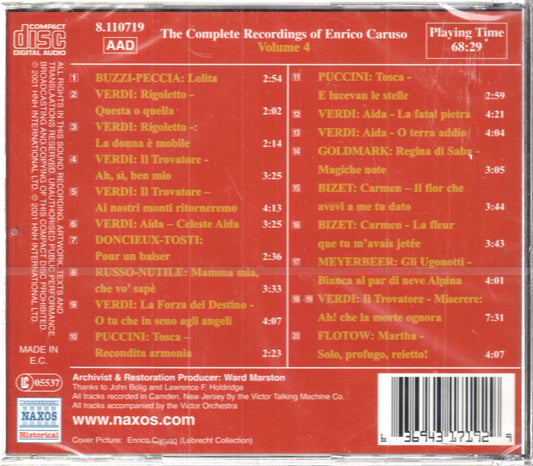 COMPACT
disc
DIGITAL AUDIO
8.110719
AAD
The Complete Recordings of Enrico Caruso
Volume 4
Playing Time
68:29
1 BUZZI-PECCIA: Lolita 2:54
2 VERDI: Rigoletto -
Questa o quella 2:02
3 VERDI: Rigoletto -:
La donna è mobile 2:14
4 VERDI: Il Trovatore -
Ah, sì, ben mio 3:25
5 VERDI: Il Trovatore –
Ai nostri monti ritorneremo 4:13
6 VERDI: Aida – Celeste Aida 3:25
7 DONCIEUX-TOSTI:
Pour un baiser 2:36
8 RUSSO-NUTILE: Mamma mia,
che vo' sapè 3:33
9 VERDI: La Forza del Destino -
O tu che in seno agli angeli 4:07
10 PUCCINI: Tosca –
Recondita armonia 2:23
11 PUCCINI: Tosca -
E lucevan le stelle 2:59
12 VERDI: Aida - La fatal pietra 4:21
13 VERDI: Aida - O terra addio 4:03
14 GOLDMARK: Regina di Saba -
Magiche note 3:05
15 BIZET: Carmen - Il fior che
avevi a me tu dato 3:44
16 BIZET: Carmen - La fleur
que tu m'avais jetée 3:43
17 MEYERBEER: Gli Ugonotti -
Bianca al par di neve Alpina 4:01
18 - 19 VERDI: Il Trovatore - Miserere:
Ah! che la morte ognora 7:31
20 FLOTOW: Martha -
Solo, profugo, reietto! 4:07
ALL RIGHTS IN THIS SOUND RECORDING, ARTWORK, TEXTS AND
TRANSLATIONS RESERVED. UNAUTHORISED PUBLIC PERFORMANCE,
BROADCASTING AND COPYING OF THIS COMPACT DISC PROHIBITED.
℗ 2001 HNH INTERNATIONAL LTD. © 2001 HNH INTERNATIONAL LTD.
MADE IN
E.C.
LC 05537
NAXOS
Historical
Archivist & Restoration Producer: Ward Marston
Thanks to John Bolig and Lawrence F. Holdridge
All tracks recorded in Camden, New Jersey by the Victor Talking Machine Co.
All tracks accompanied by the Victor Orchestra
www.naxos.com
Cover Picture: Enrico Caruso (Lebrecht Collection)
6 36943 17192 9